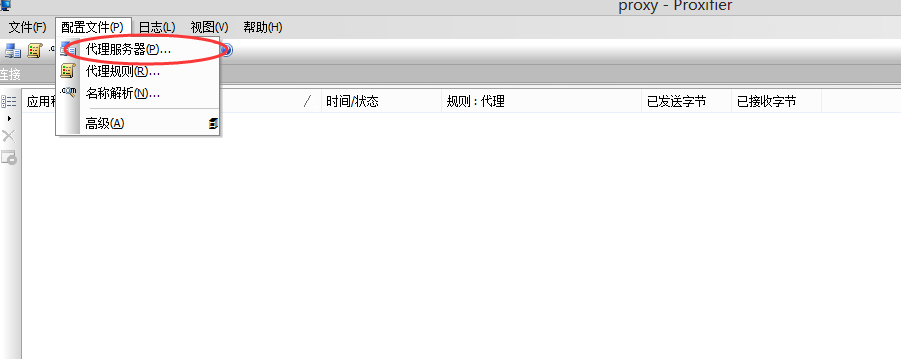 proxy - Proxifier
文件(F) 配置文件(P) 日志(L) 视图(V) 帮助(H)
代理服务器(P)...
连接
代理规则(R)...
.com 名称解析(N)...
应用程 时间/状态 规则 : 代理 已发送字节 已接收字节
高级(A)